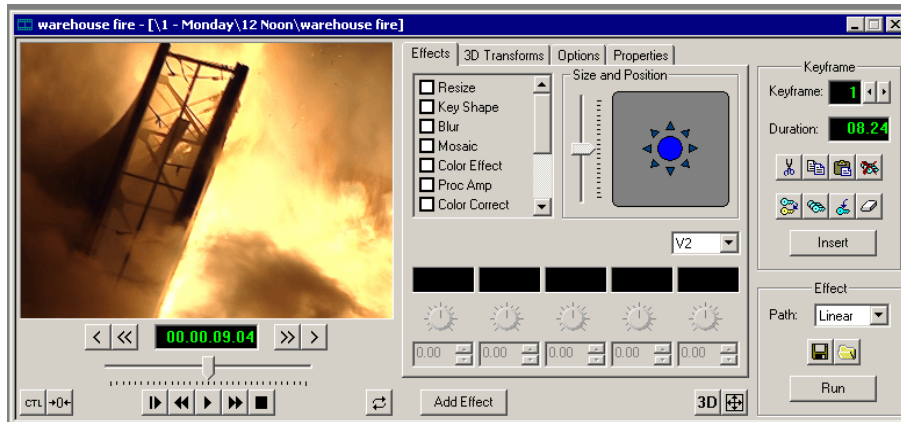 warehouse fire - [\1 - Monday\12 Noon\warehouse fire]
Effects
3D Transforms
Options
Properties
Resize
Key Shape
Blur
Mosaic
Color Effect
Proc Amp
Color Correct
Size and Position
V2
0.00
0.00
0.00
0.00
0.00
Add Effect
3D
< << 00.00.09.04 >> >
CTL →0←
Keyframe
Keyframe: 1
Duration: 08.24
Insert
Effect
Path: Linear
Run